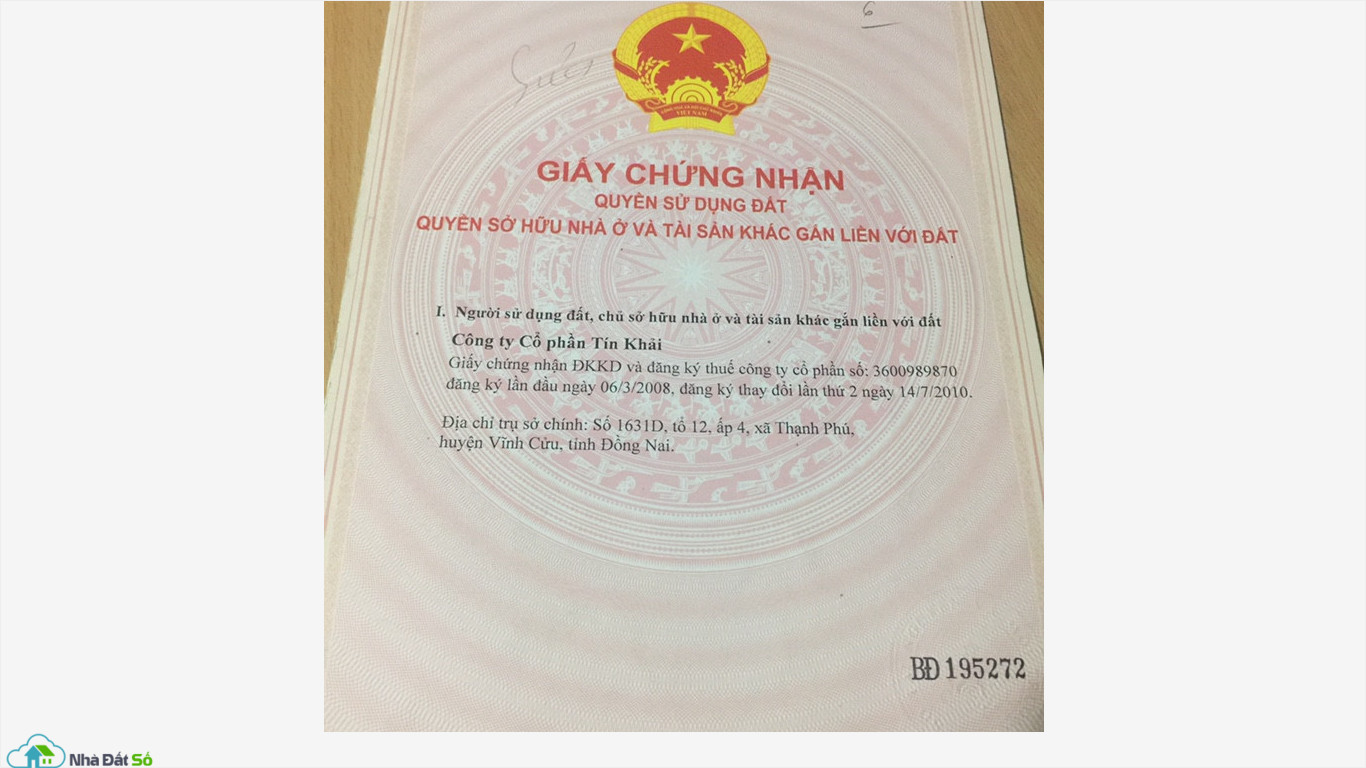 6
VIỆT NAM
GIẤY CHỨNG NHẬN
QUYỀN SỬ DỤNG ĐẤT
QUYỀN SỞ HỮU NHÀ Ở VÀ TÀI SẢN KHÁC GẮN LIỀN VỚI ĐẤT
I. Người sử dụng đất, chủ sở hữu nhà ở và tài sản khác gắn liền với đất
Công ty Cổ phần Tín Khải
Giấy chứng nhận ĐKKD và đăng ký thuế công ty cổ phần số: 3600989870
đăng ký lần đầu ngày 06/3/2008, đăng ký thay đổi lần thứ 2 ngày 14/7/2010.
Địa chỉ trụ sở chính: Số 1631D, tổ 12, ấp 4, xã Thạnh Phú,
huyện Vĩnh Cửu, tỉnh Đồng Nai.
BĐ 195272
Nhà Đất Số